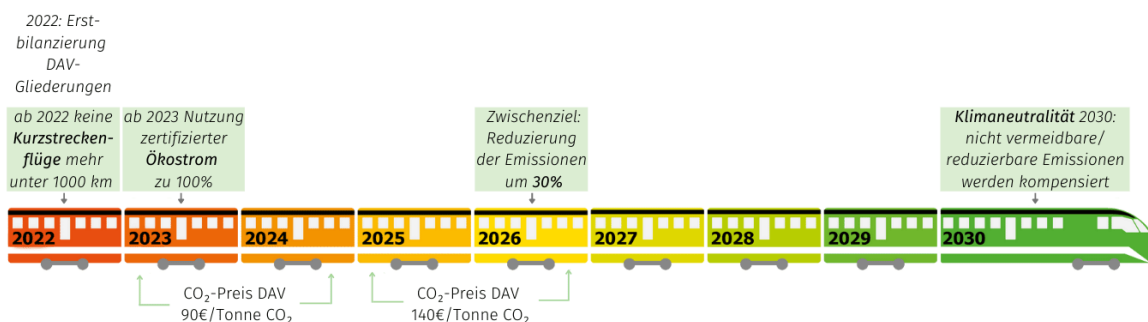 2022: Erst-
bilanzierung
DAV-
Gliederungen
ab 2022 keine
Kurzstrecken-
flüge mehr
unter 1000 km
ab 2023 Nutzung
zertifizierter
Ökostrom
zu 100%
Zwischenziel:
Reduzierung
der Emissionen
um 30%
Klimaneutralität 2030:
nicht vermeidbare/
reduzierbare Emissionen
werden kompensiert
2022 2023 2024 2025 2026 2027 2028 2029 2030
CO₂-Preis DAV
90€/Tonne CO₂
CO₂-Preis DAV
140€/Tonne CO₂